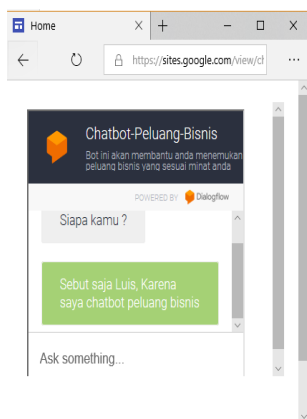 Home
https://sites.google.com/view/ch
Chatbot-Peluang-Bisnis
Bot ini akan membantu anda menemukan
peluang bisnis yang sesuai minat anda
POWERED BY Dialogflow
Siapa kamu ?
Sebut saja Luis, Karena
saya chatbot peluang bisnis
Ask something...